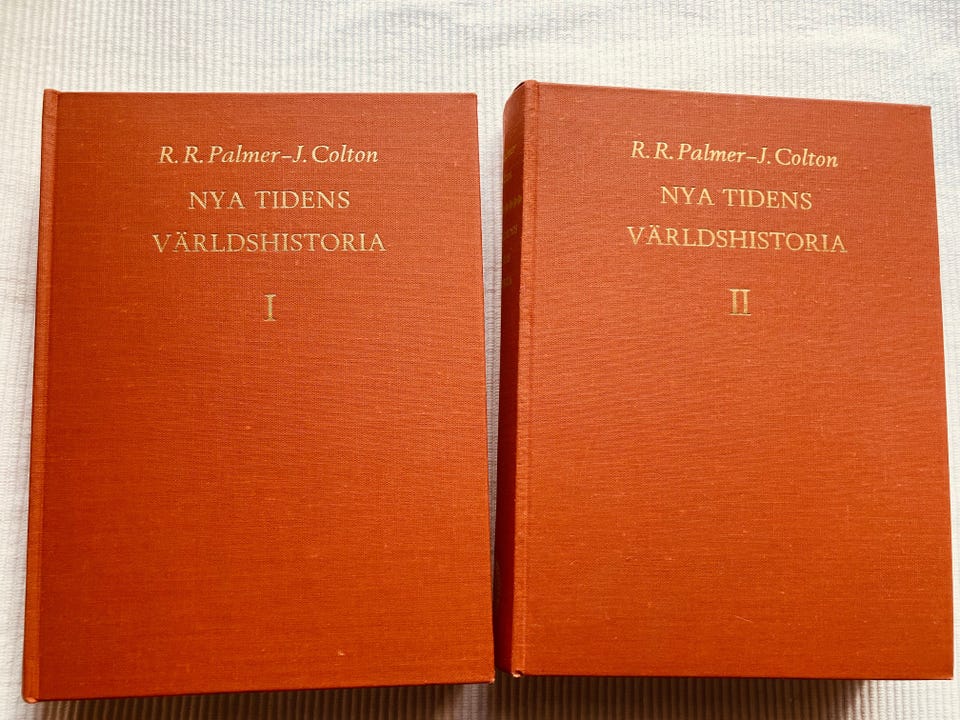 R. R. Palmer–J. Colton
NYA TIDENS
VÄRLDSHISTORIA
I
R. R. Palmer–J. Colton
NYA TIDENS
VÄRLDSHISTORIA
II